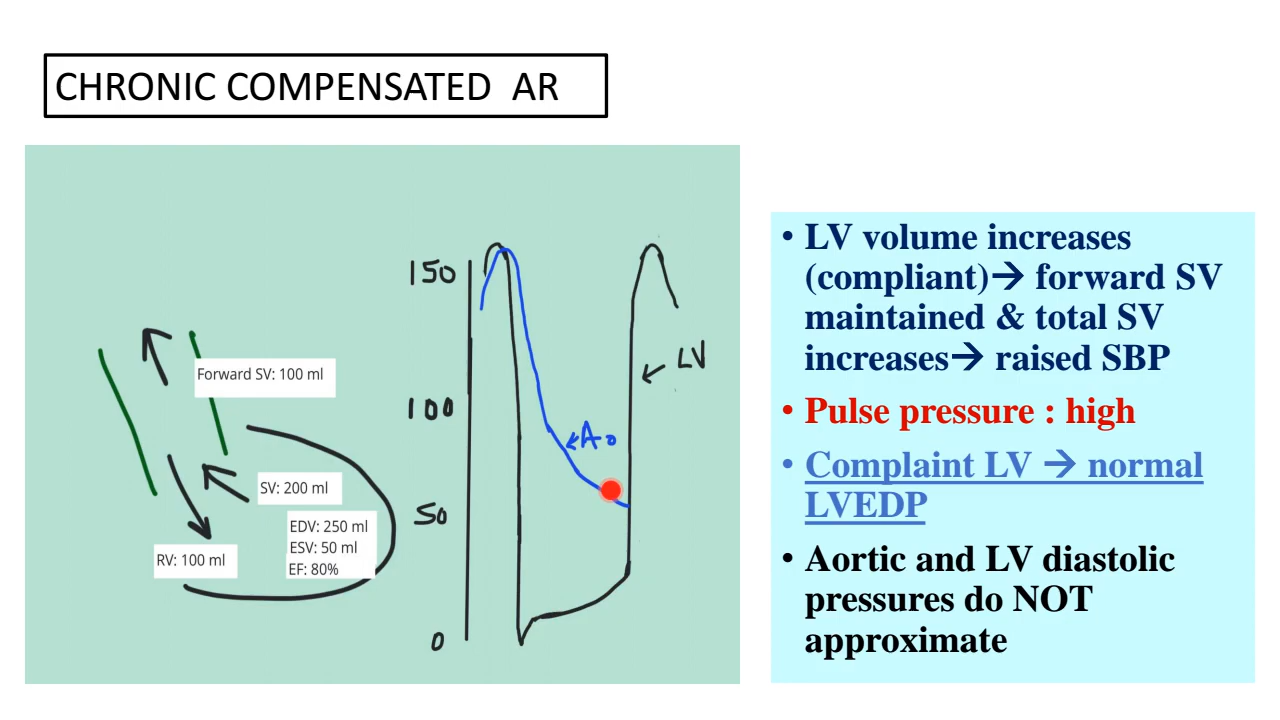 CHRONIC COMPENSATED AR
Forward SV: 100 ml
SV: 200 ml
EDV: 250 ml
ESV: 50 ml
EF: 80%
RV: 100 ml
150
100
50
0
LV
Ao
• LV volume increases
(compliant)→ forward SV
maintained & total SV
increases→ raised SBP
• Pulse pressure : high
• Complaint LV → normal
LVEDP
• Aortic and LV diastolic
pressures do NOT
approximate